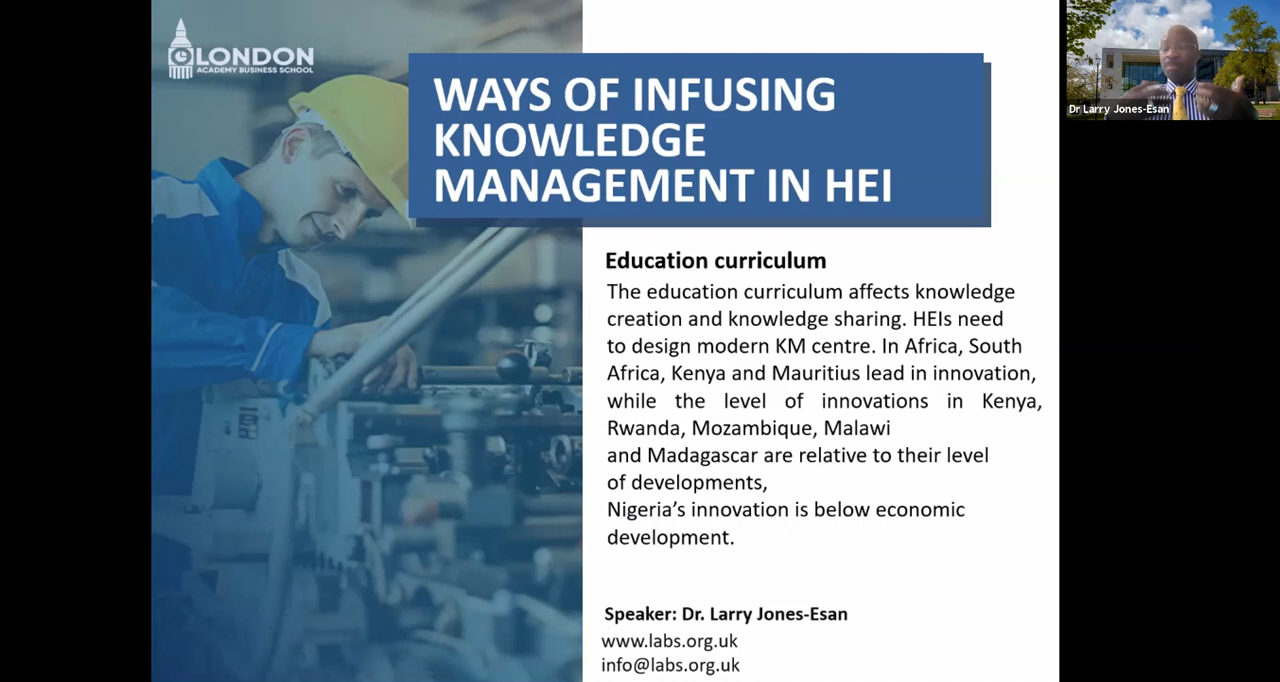 LONDON
ACADEMY BUSINESS SCHOOL
WAYS OF INFUSING
KNOWLEDGE
MANAGEMENT IN HEI
Dr Larry Jones-Esan
Education curriculum
The education curriculum affects knowledge
creation and knowledge sharing. HEIs need
to design modern KM centre. In Africa, South
Africa, Kenya and Mauritius lead in innovation,
while the level of innovations in Kenya,
Rwanda, Mozambique, Malawi
and Madagascar are relative to their level
of developments,
Nigeria’s innovation is below economic
development.
Speaker: Dr. Larry Jones-Esan
www.labs.org.uk
info@labs.org.uk